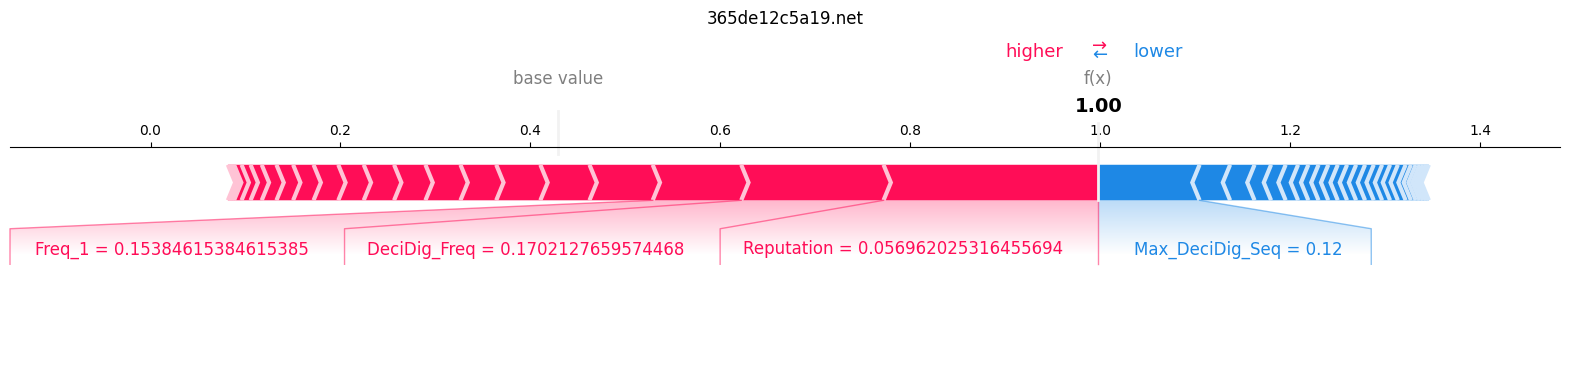 365de12c5a19.net
higher → ← lower
base value f(x)
1.00
0.0 0.2 0.4 0.6 0.8 1.0 1.2 1.4
Freq_1 = 0.15384615384615385 DeciDig_Freq = 0.1702127659574468 Reputation = 0.056962025316455694 Max_DeciDig_Seq = 0.12